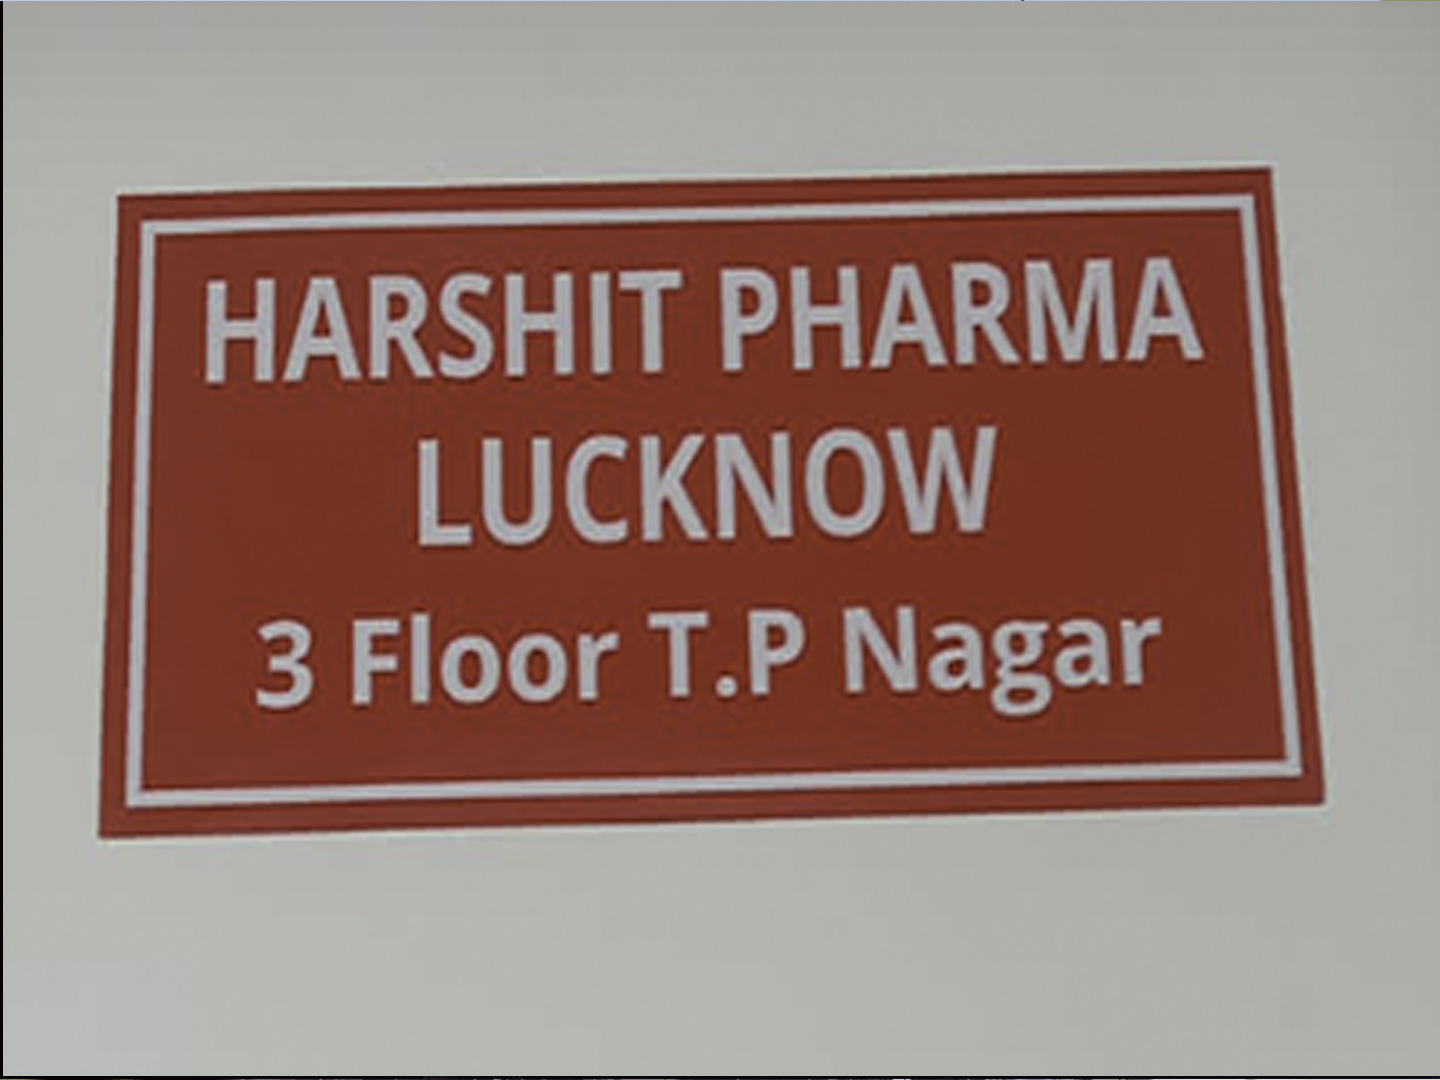 HARSHIT PHARMA
LUCKNOW
3 Floor T.P Nagar